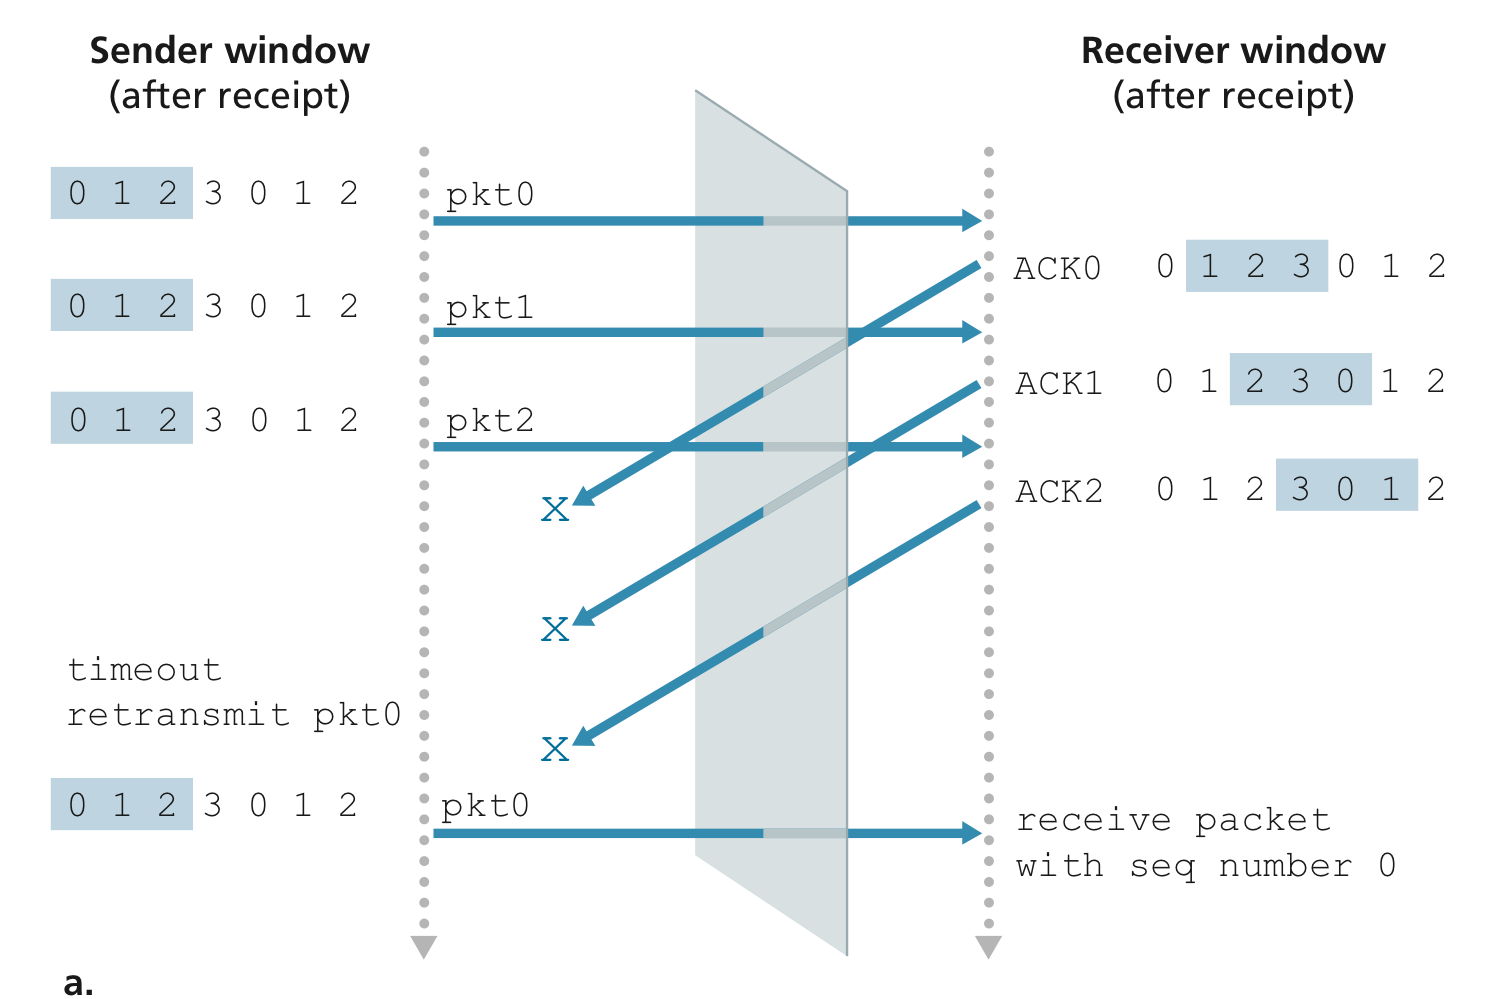 Sender window
(after receipt)
Receiver window
(after receipt)
0 1 2 3 0 1 2
pkt0
ACK0 0 1 2 3 0 1 2
0 1 2 3 0 1 2
pkt1
ACK1 0 1 2 3 0 1 2
0 1 2 3 0 1 2
pkt2
ACK2 0 1 2 3 0 1 2
x
x
timeout
retransmit pkt0
x
0 1 2 3 0 1 2
pkt0
receive packet
with seq number 0
a.